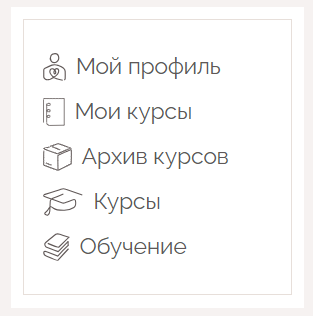 Мой профиль
Мои курсы
Архив курсов
Курсы
Обучение